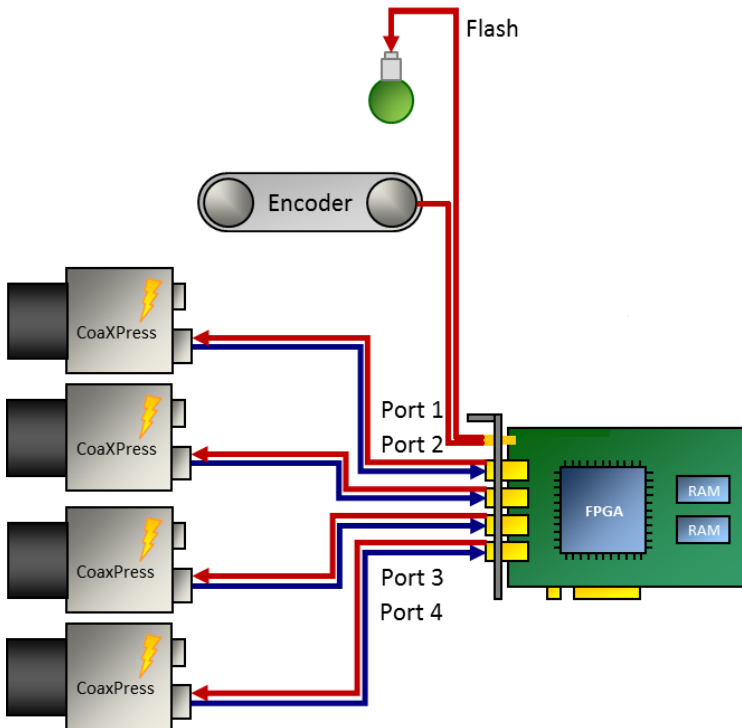 Flash
Encoder
CoaXPress
Port 1
CoaXPress
Port 2
RAM
FPGA
RAM
CoaxPress
Port 3
Port 4
CoaxPress